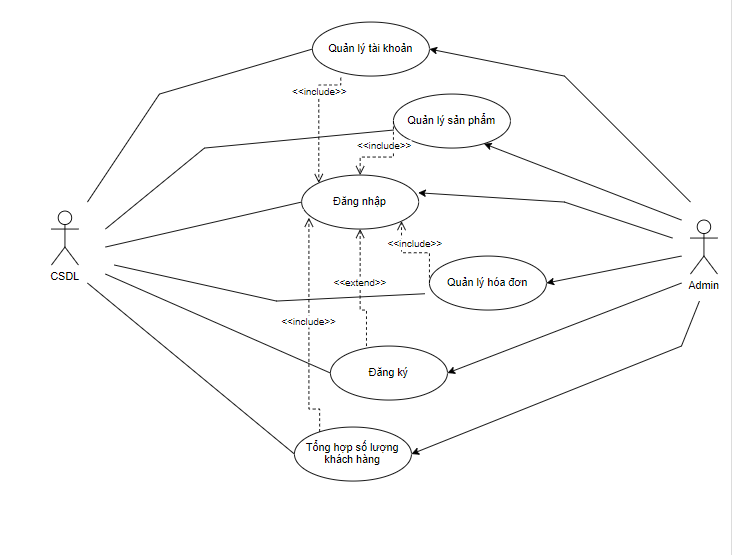 Quản lý tài khoản
<<include>>
Quản lý sản phẩm
<<include>>
Đăng nhập
CSDL
<<include>>
Admin
<<extend>>
Quản lý hóa đơn
<<include>>
Đăng ký
Tổng hợp số lượng
khách hàng